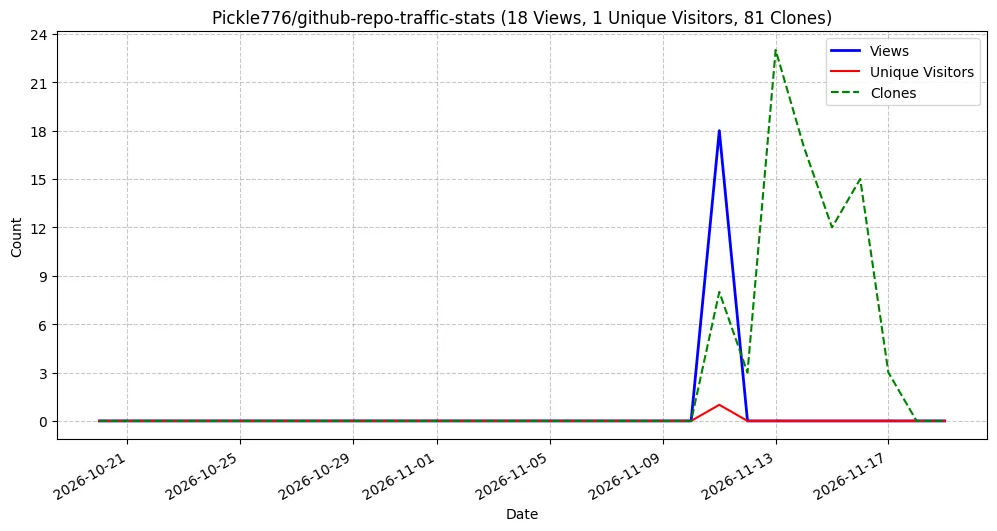 Pickle776/github-repo-traffic-stats (18 Views, 1 Unique Visitors, 81 Clones)
24
21
18
15
12
9
6
3
0
Count
Views
Unique Visitors
Clones
2026-10-21
2026-10-25
2026-10-29
2026-11-01
2026-11-05
2026-11-09
2026-11-13
2026-11-17
Date